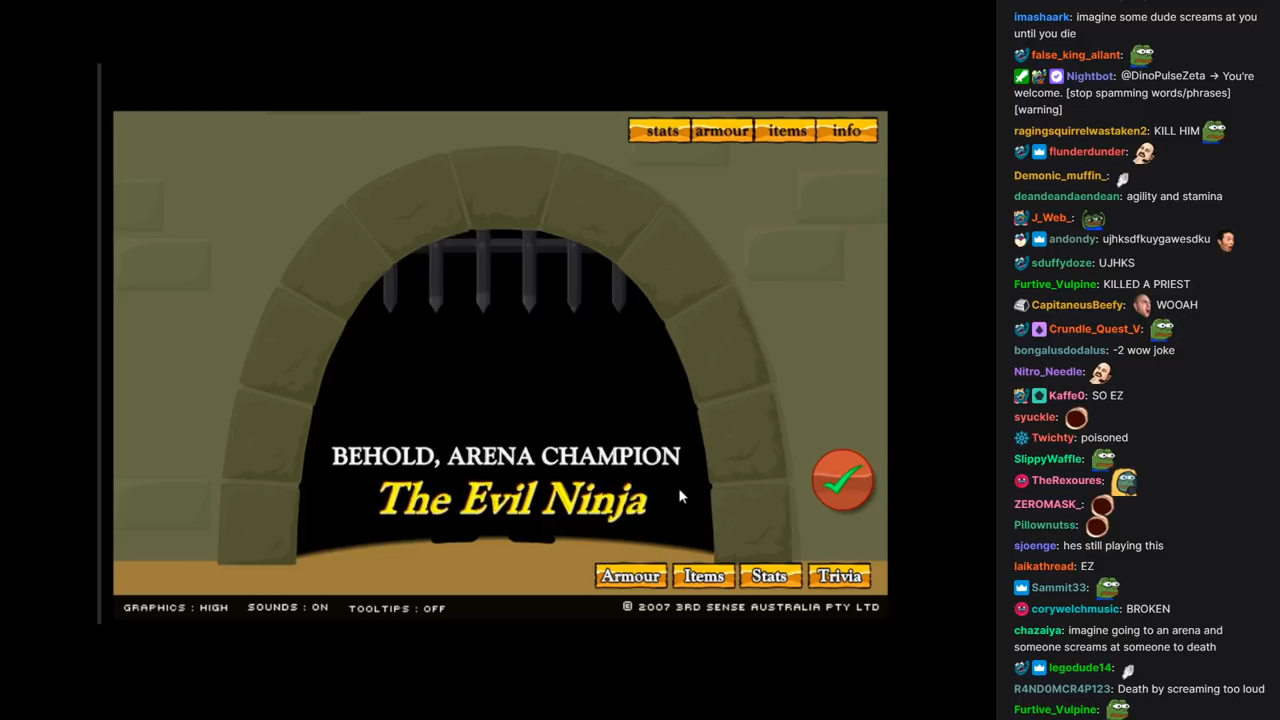 stats armour items info
BEHOLD, ARENA CHAMPION
The Evil Ninja
Armour Items Stats Trivia
GRAPHICS : HIGH SOUNDS : ON TOOLTIPS : OFF © 2007 3RD SENSE AUSTRALIA PTY LTD
imashaark: imagine some dude screams at you
until you die
false_king_allant:
Nightbot: @DinoPulseZeta → You're
welcome. [stop spamming words/phrases]
[warning]
ragingsquirrelwastaken2: KILL HIM
flunderdunder:
Demonic_muffin_:
deandeandaendean: agility and stamina
J_Web_:
andondy: ujhksdfkuygawesdku
sduffydoze: UJHKS
Furtive_Vulpine: KILLED A PRIEST
CapitaneusBeefy: WOOAH
Crundle_Quest_V:
bongalusdodalus: -2 wow joke
Nitro_Needle:
Kaffe0: SO EZ
syuckle:
Twichty: poisoned
SlippyWaffle:
TheRexoures:
ZEROMASK_:
Pillownutss:
sjoenge: hes still playing this
laikathread: EZ
Sammit33:
corywelchmusic: BROKEN
chazaiya: imagine going to an arena and
someone screams at someone to death
legodude14:
R4ND0MCR4P123: Death by screaming too loud
Furtive_Vulpine: